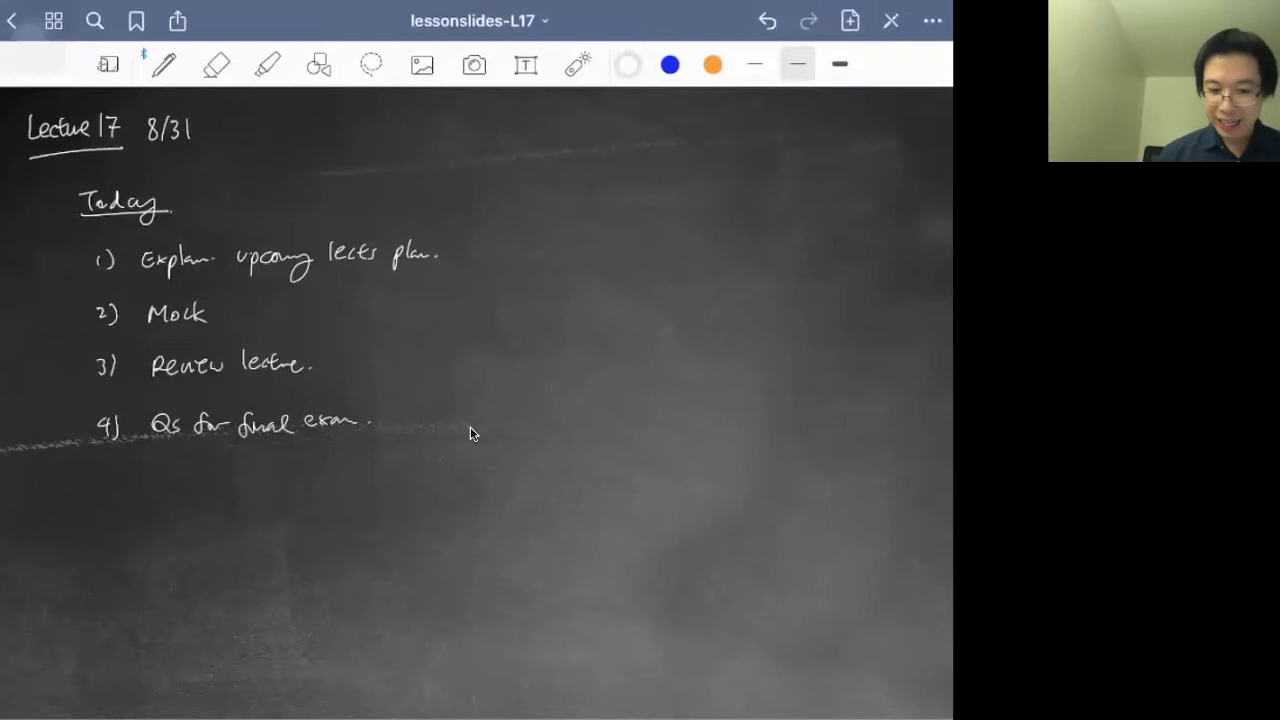 lessonslides-L17
T
Lecture 17 8/31
Today.
1) Explain upcoming lects plan.
2) Mock
3) Review lecture.
4) Qs for final exam.